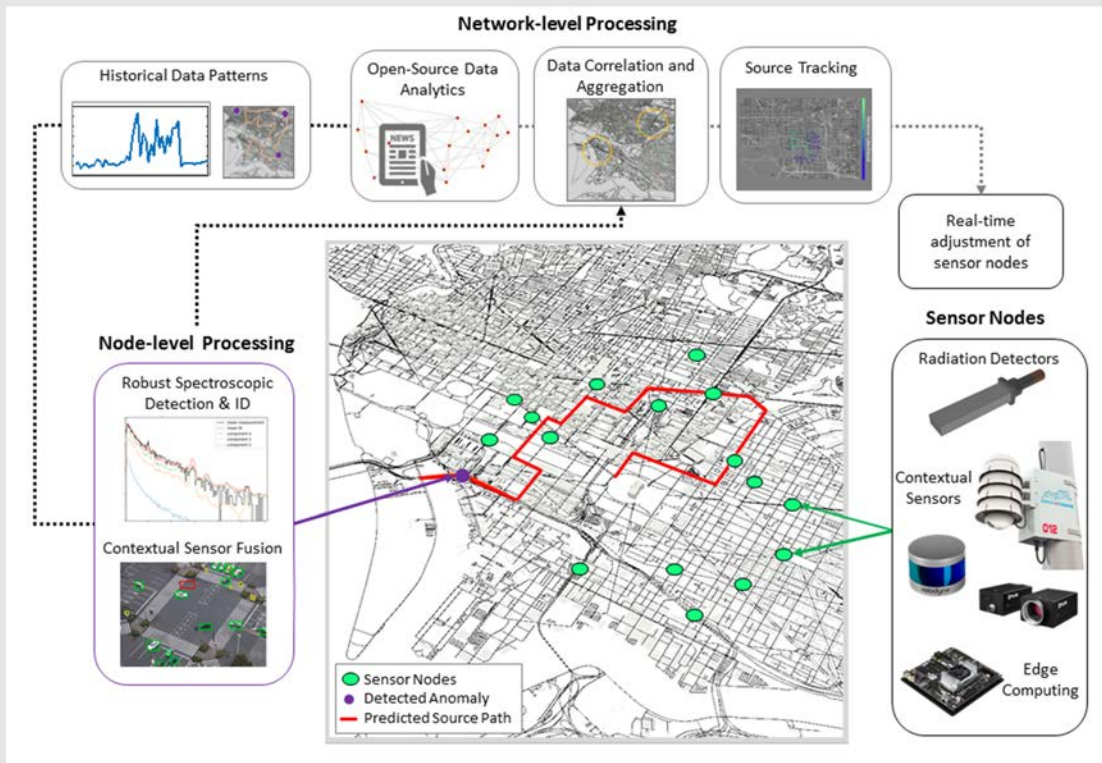 Network-level Processing
Historical Data Patterns
Open-Source Data
Analytics
NEWS
Data Correlation and
Aggregation
Source Tracking
Real-time
adjustment of
sensor nodes
Node-level Processing
Robust Spectroscopic
Detection & ID
Contextual Sensor Fusion
Sensor Nodes
Radiation Detectors
Contextual
Sensors
012
Velodyne
Edge
Computing
Sensor Nodes
Detected Anomaly
Predicted Source Path